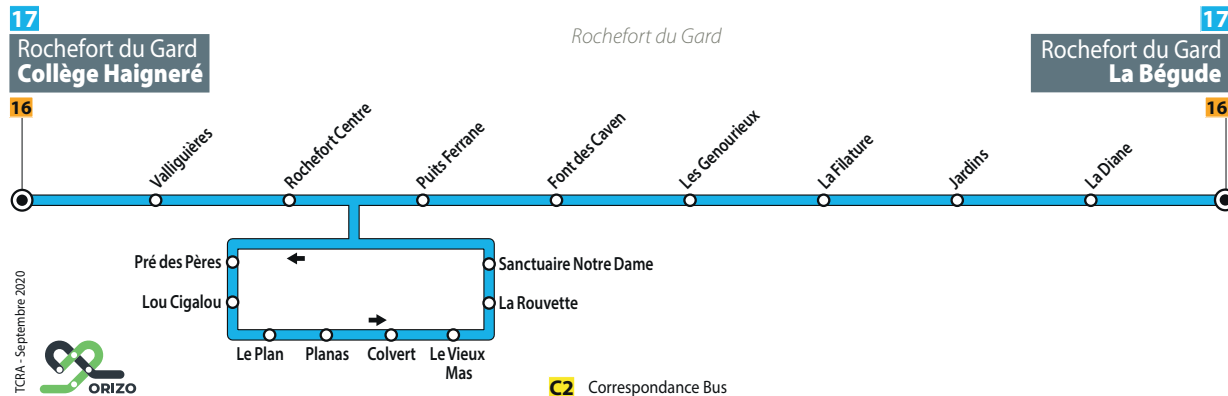 17
Rochefort du Gard
Collège Haigneré
16
Rochefort du Gard
17
Rochefort du Gard
La Bégude
16
Valliguières
Rochefort Centre
Puits Ferrane
Font des Caven
Les Genourieux
La Filature
Jardins
La Diane
Pré des Pères
Lou Cigalou
Le Plan
Planas
Colvert
Le Vieux
Mas
La Rouvette
Sanctuaire Notre Dame
TCRA - Septembre 2020
ORIZO
C2 Correspondance Bus